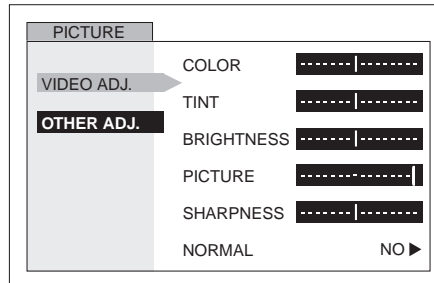 PICTURE
VIDEO ADJ.
OTHER ADJ.
COLOR
TINT
BRIGHTNESS
PICTURE
SHARPNESS
NORMAL NO ▶